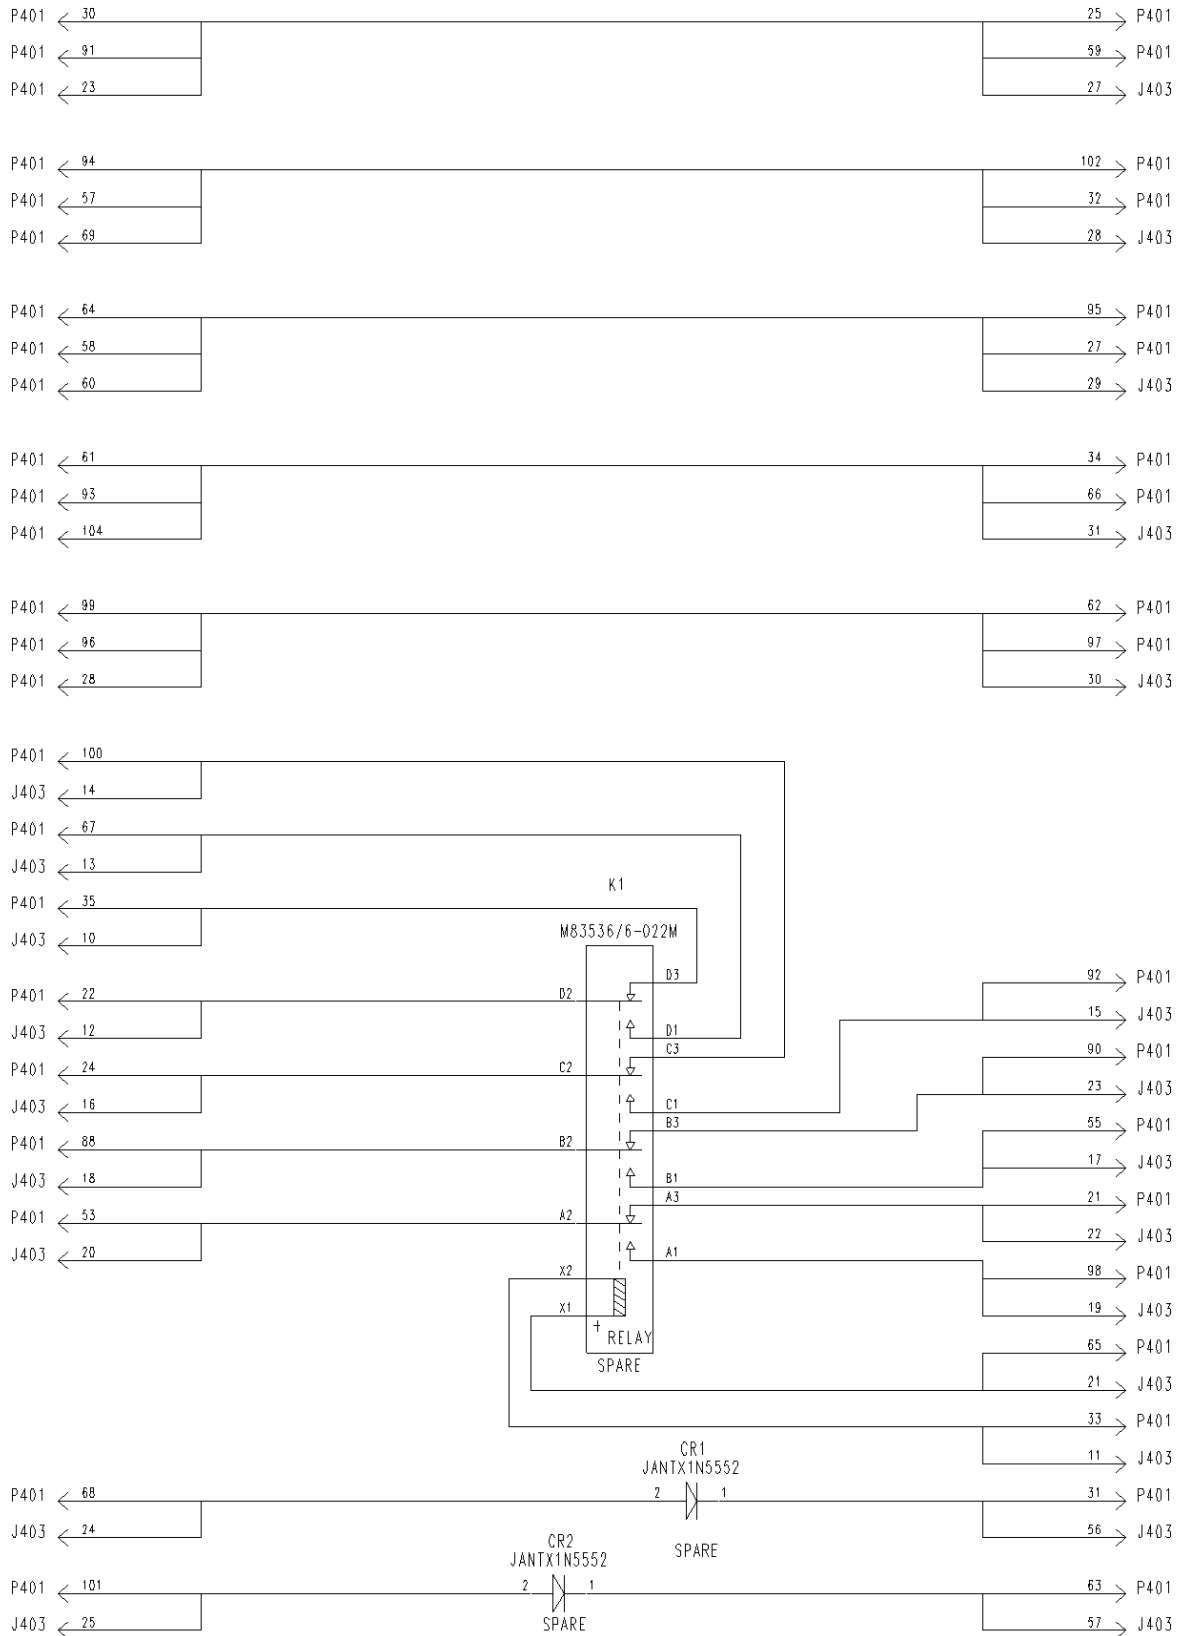 P401 30 25 P401
P401 91 59 P401
P401 23 27 J403
P401 94 102 P401
P401 57 32 P401
P401 69 28 J403
P401 64 95 P401
P401 58 27 P401
P401 60 29 J403
P401 61 34 P401
P401 93 66 P401
P401 104 31 J403
P401 99 62 P401
P401 96 97 P401
P401 28 30 J403
P401 100
J403 14
P401 67
J403 13
K1
P401 35
M83536/6-022M
J403 10
D3 92 P401
P401 22 D2
15 J403
J403 12 D1
C3 90 P401
P401 24 C2
23 J403
J403 16 C1
B3 55 P401
P401 88 B2
17 J403
J403 18 B1
A3 21 P401
P401 53 A2
22 J403
J403 20 A1
X2 98 P401
X1 19 J403
+ RELAY
65 P401
SPARE
21 J403
33 P401
CR1
11 J403
JANTX1N5552
P401 68 2 1 31 P401
J403 24 56 J403
CR2
SPARE
JANTX1N5552
P401 101 2 1 63 P401
J403 25 SPARE 57 J403